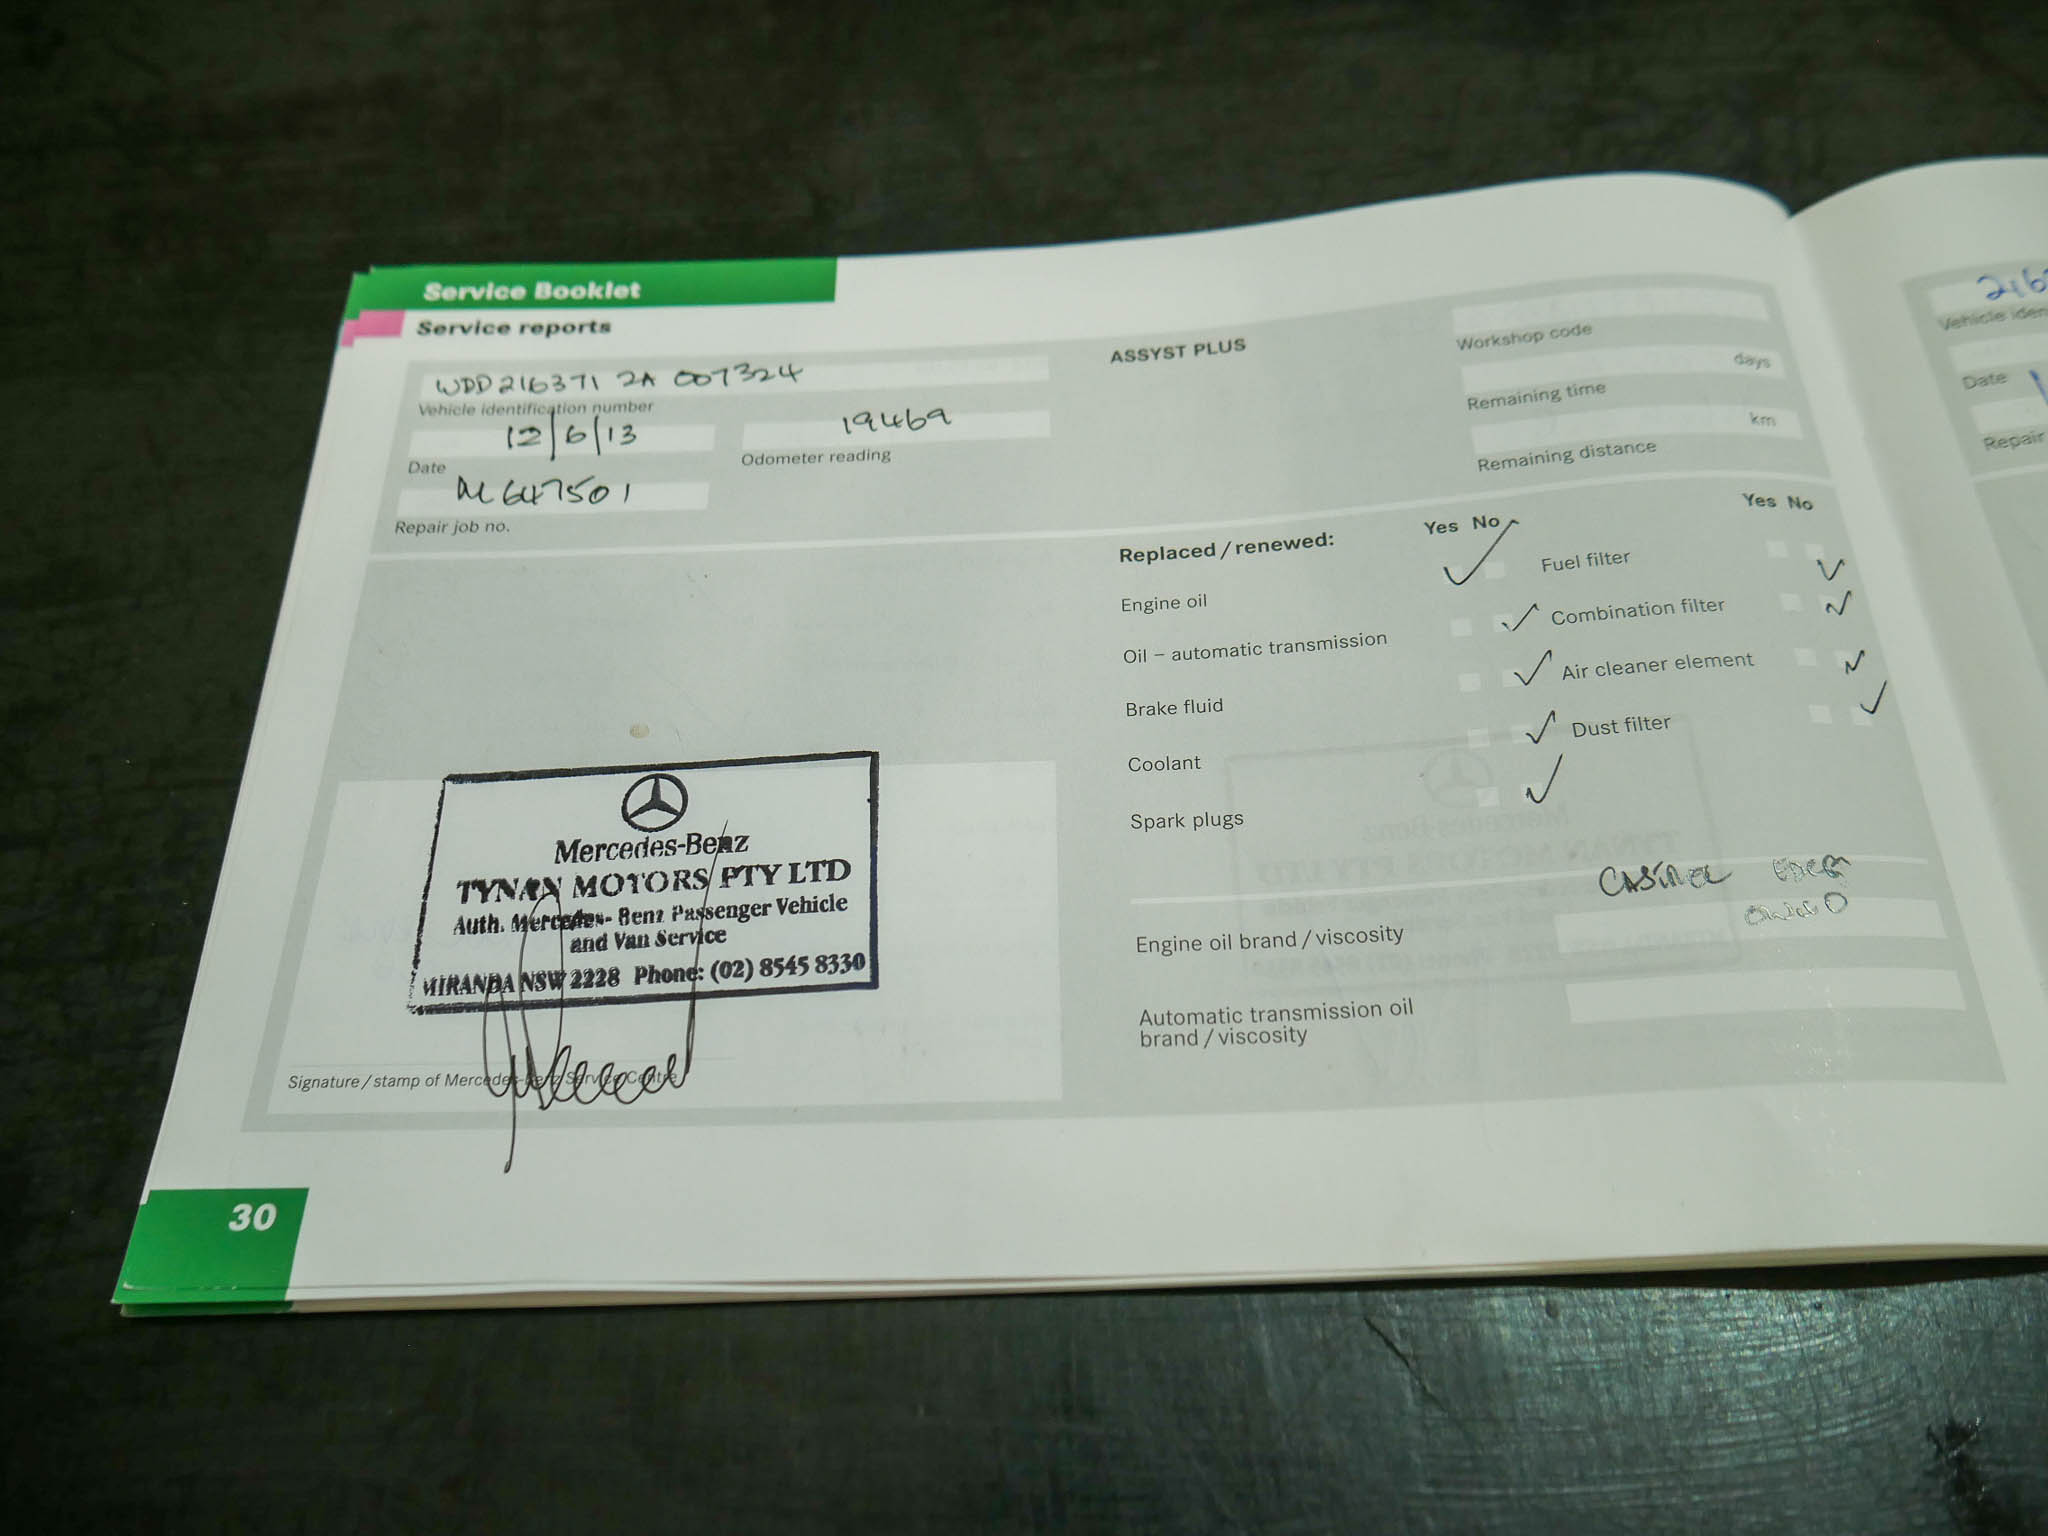 Service Booklet
Service reports
WDD216371 2A 007324
Vehicle identification number
12/6/13
Date
19469
Odometer reading
M647501
Repair job no.
ASSYST PLUS
Workshop code
days
Remaining time
km
Remaining distance
Replaced / renewed:
Yes No
Yes No
Engine oil
Fuel filter
Oil – automatic transmission
Combination filter
Brake fluid
Air cleaner element
Coolant
Dust filter
Spark plugs
CASTROL EDGE
Engine oil brand / viscosity
Automatic transmission oil
brand / viscosity
Mercedes-Benz
TYNAN MOTORS PTY LTD
Auth. Mercedes-Benz Passenger Vehicle
and Van Service
MIRANDA NSW 2228 Phone: (02) 8545 8330
Signature / stamp of Mercedes-Benz Service Centre
30
Date
Repair